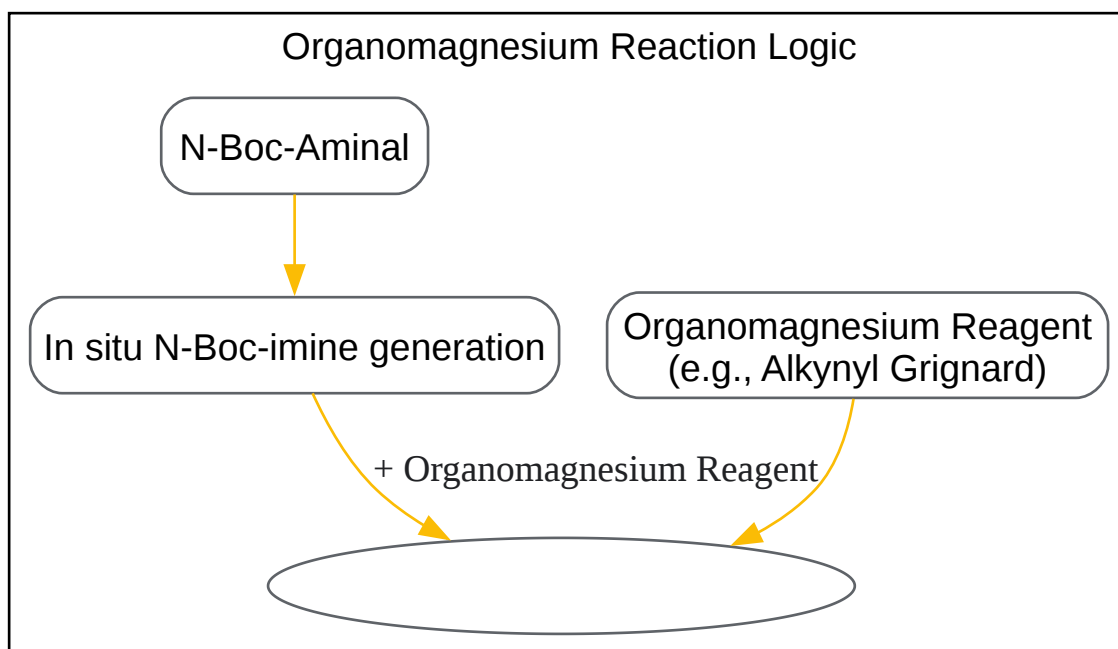 Organomagnesium Reaction Logic
N-Boc-Aminal
In situ N-Boc-imine generation
Organomagnesium Reagent
(e.g., Alkynyl Grignard)
+ Organomagnesium Reagent